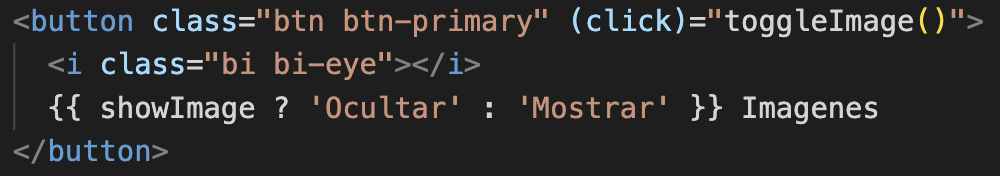 <button class="btn btn-primary" (click)="toggleImage()">
<i class="bi bi-eye"></i>
{{ showImage ? 'Ocultar' : 'Mostrar' }} Imagenes
</button>